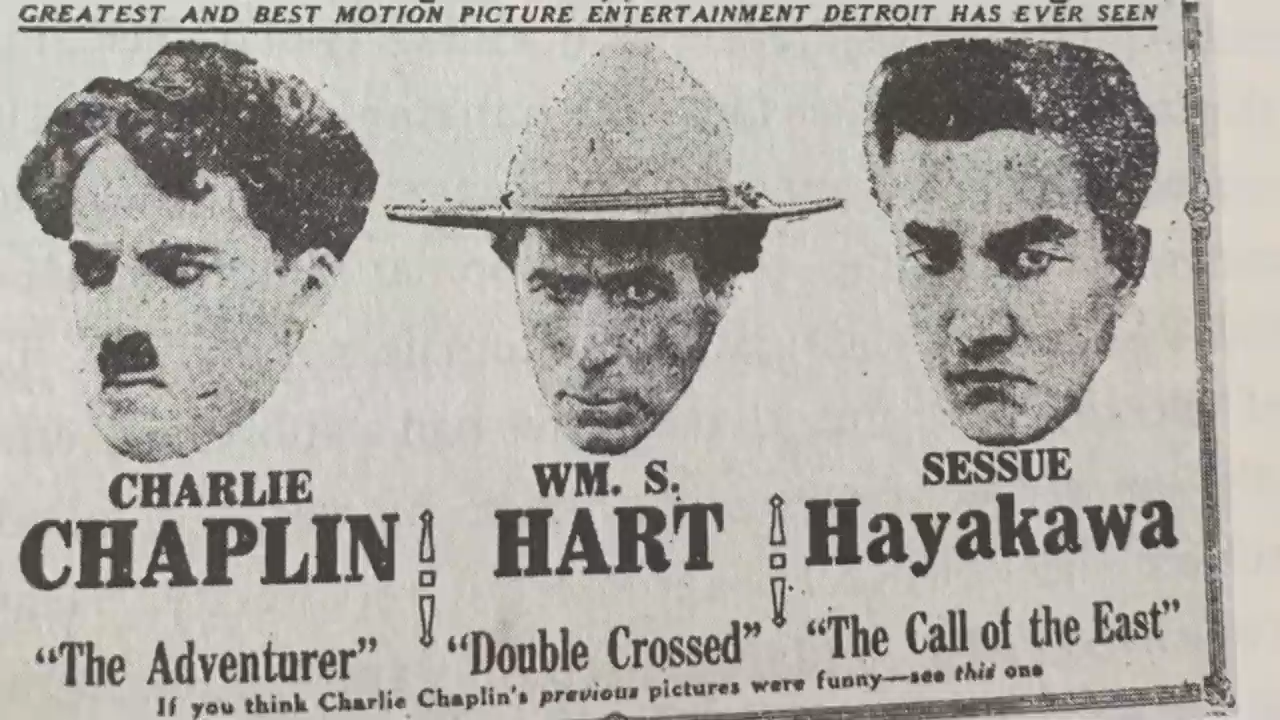 GREATEST AND BEST MOTION PICTURE ENTERTAINMENT DETROIT HAS EVER SEEN
CHARLIE
CHAPLIN
"The Adventurer"
WM. S.
HART
"Double Crossed"
SESSUE
Hayakawa
"The Call of the East"
If you think Charlie Chaplin's previous pictures were funny—see this one